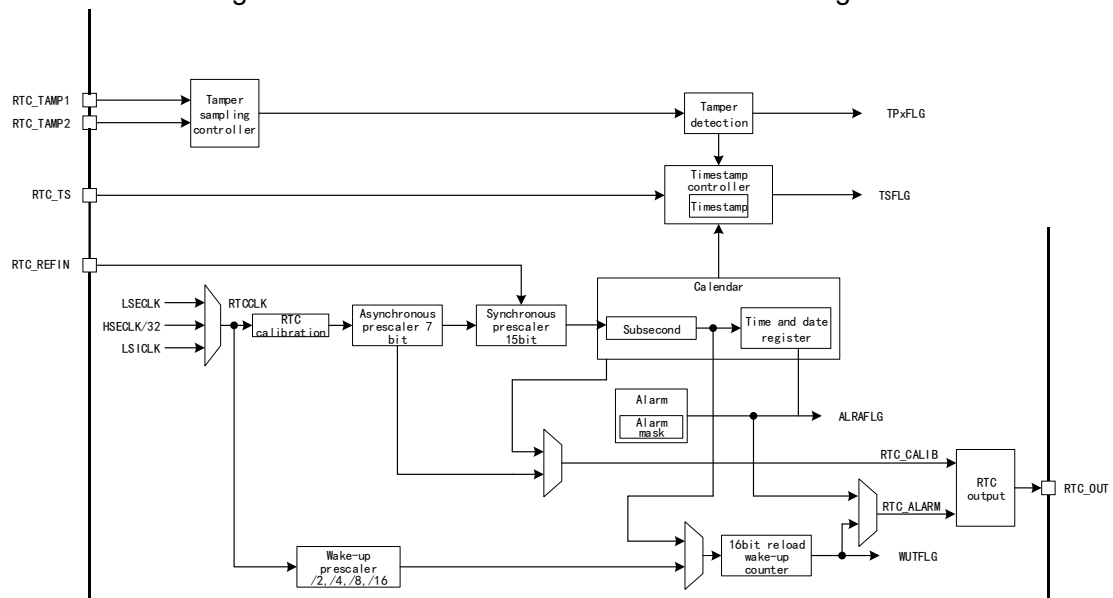 RTC_TAMP1
RTC_TAMP2
Tamper
sampling
controller
Tamper
detection
TPxFLG
RTC_TS
Timestamp
controller
Timestamp
TSFLG
RTC_REFIN
Calendar
LSECLK
HSECLK/32
LSICLK
RTCCLK
RTC
calibration
Asynchronous
prescaler 7
bit
Synchronous
prescaler
15bit
Subsecond
Time and date
register
Alarm
Alarm
mask
ALRAFLG
RTC_CALIB
RTC_ALARM
RTC
output
RTC_OUT
Wake-up
prescaler
/2,/4,/8,/16
16bit reload
wake-up
counter
WUTFLG